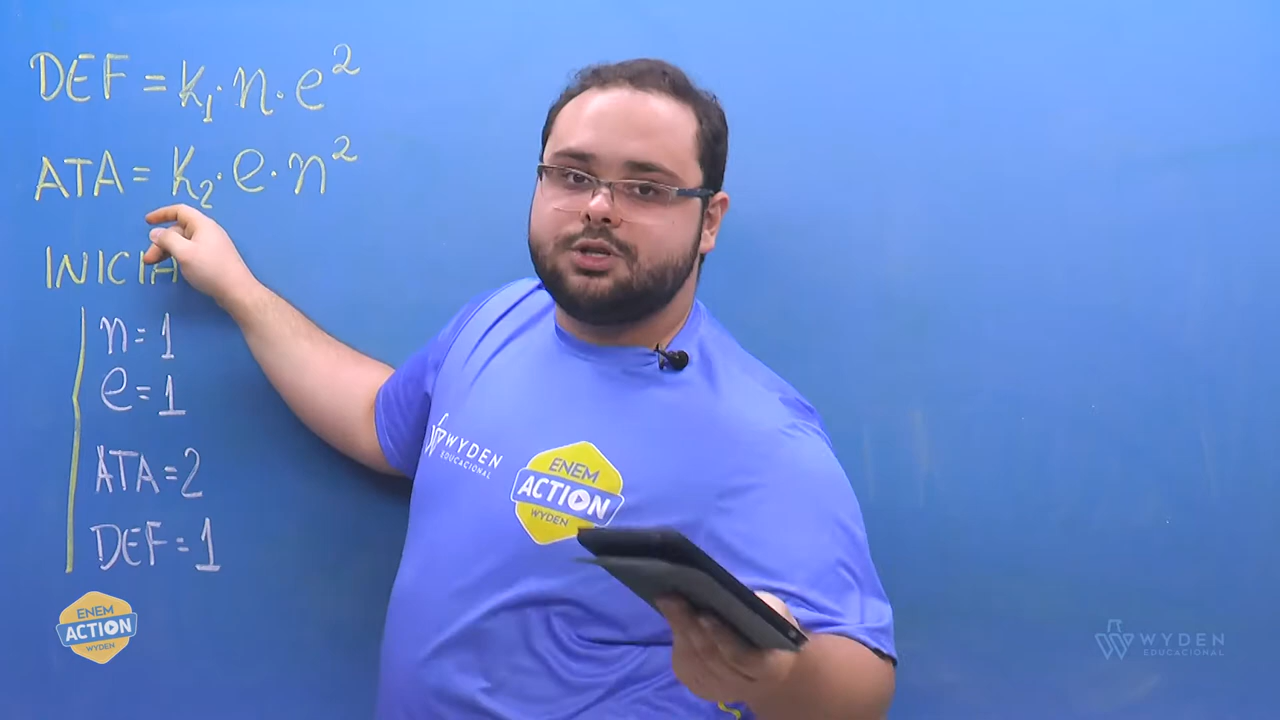 DEF = K₁·n·e²
ATA = K₂·e·n²
INICIA
n=1
e=1
ATA=2
DEF=1
WYDEN
EDUCACIONAL
ENEM
ACTION
WYDEN
ENEM
ACTION
WYDEN
WYDEN
EDUCACIONAL